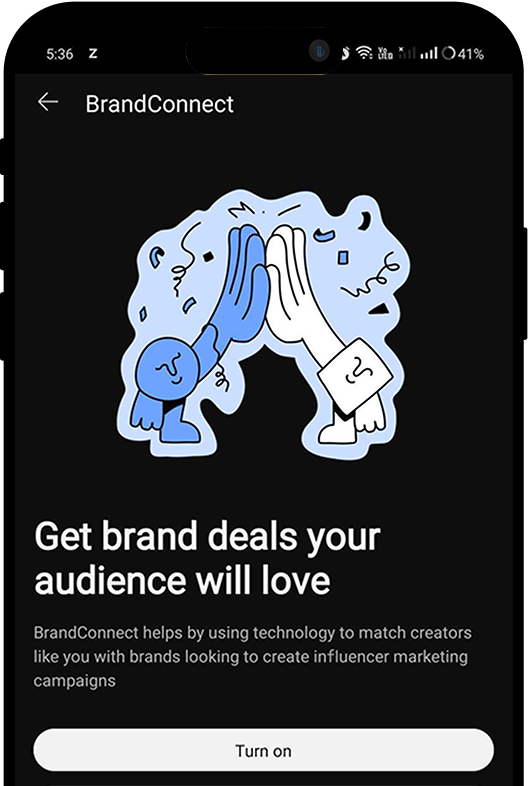 5:36 Z 41%
BrandConnect
Get brand deals your
audience will love
BrandConnect helps by using technology to match creators
like you with brands looking to create influencer marketing
campaigns
Turn on